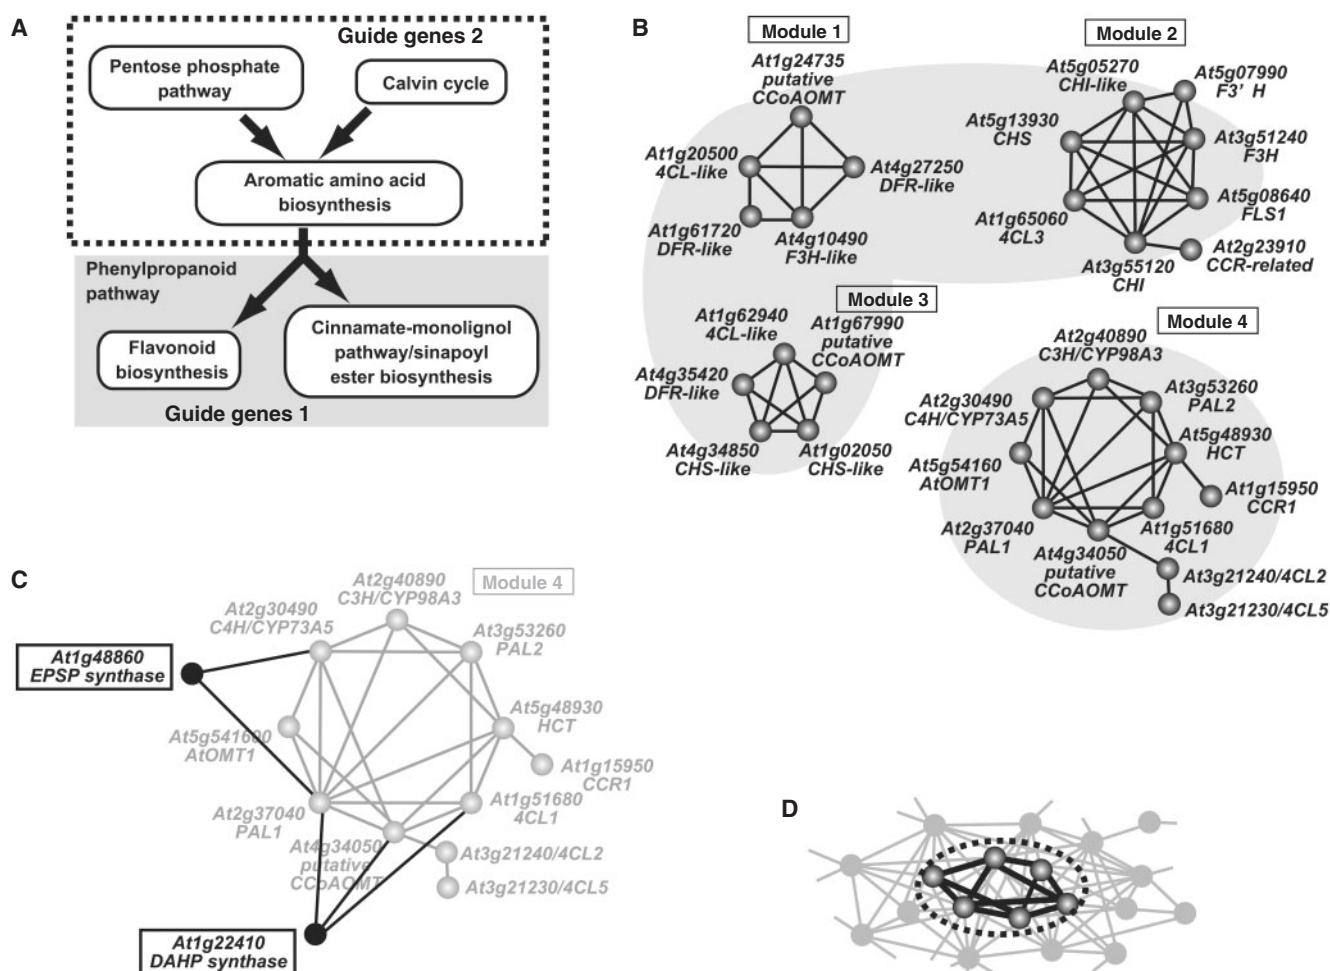 A
Guide genes 2
Pentose phosphate
pathway
Calvin cycle
Aromatic amino acid
biosynthesis
Phenylpropanoid
pathway
Flavonoid
biosynthesis
Cinnamate-monolignol
pathway/sinapoyl
ester biosynthesis
Guide genes 1
B
Module 1
At1g24735
putative
CCoAOMT
At1g20500
4CL-like
At4g27250
DFR-like
At1g61720
DFR-like
At4g10490
F3H-like
Module 2
At5g05270
CHI-like
At5g07990
F3' H
At5g13930
CHS
At3g51240
F3H
At5g08640
FLS1
At1g65060
4CL3
At2g23910
CCR-related
At3g55120
CHI
Module 3
At1g62940
4CL-like
At1g67990
putative
CCoAOMT
At4g35420
DFR-like
At4g34850
CHS-like
At1g02050
CHS-like
Module 4
At2g40890
C3H/CYP98A3
At3g53260
PAL2
At2g30490
C4H/CYP73A5
At5g48930
HCT
At5g54160
AtOMT1
At1g15950
CCR1
At2g37040
PAL1
At1g51680
4CL1
At4g34050
putative
CCoAOMT
At3g21240/4CL2
At3g21230/4CL5
C
Module 4
At2g40890
C3H/CYP98A3
At2g30490
C4H/CYP73A5
At3g53260
PAL2
At1g48860
EPSP synthase
At5g48930
HCT
At5g541600
AtOMT1
At1g15950
CCR1
At2g37040
PAL1
At1g51680
4CL1
At4g34050
putative
CCoAOMT
At3g21240/4CL2
At3g21230/4CL5
At1g22410
DAHP synthase
D